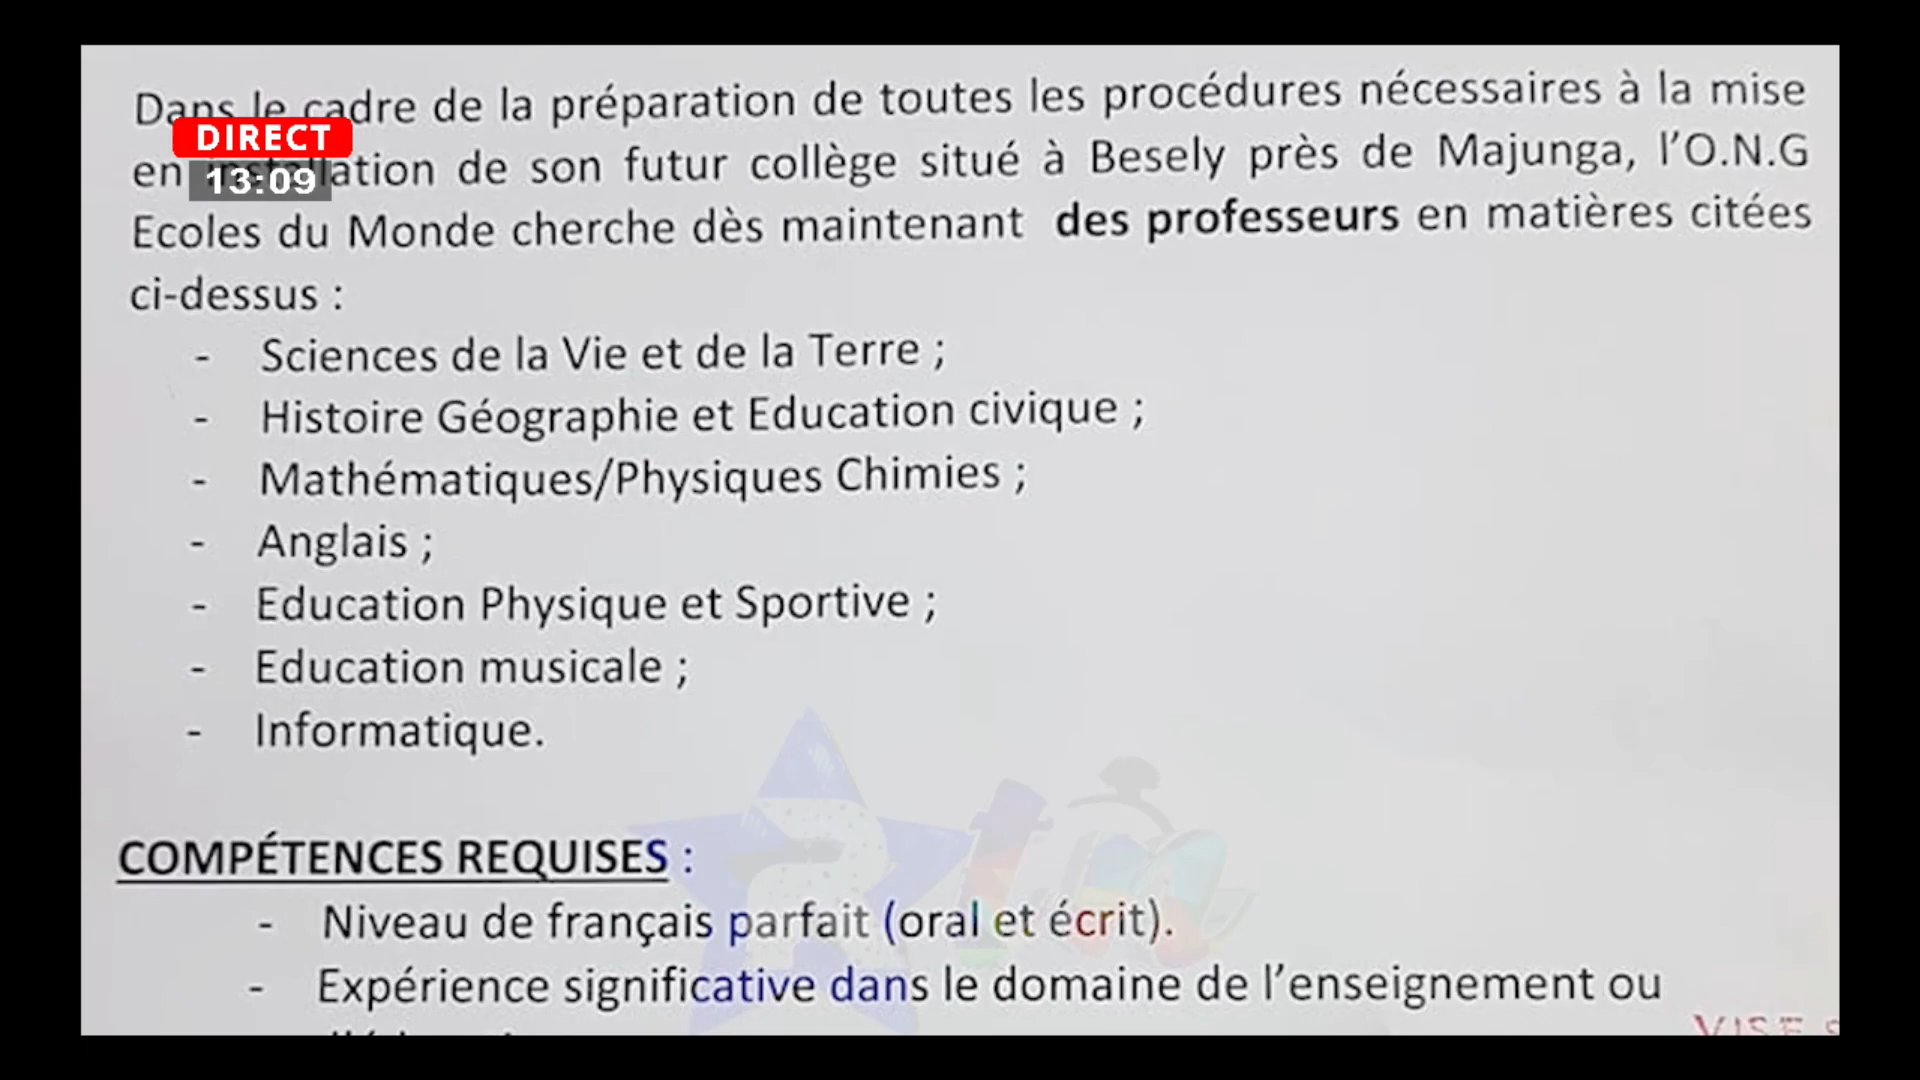 Dans le cadre de la préparation de toutes les procédures nécessaires à la mise
DIRECT
en installation de son futur collège situé à Besely près de Majunga, l'O.N.G
13:09
Ecoles du Monde cherche dès maintenant des professeurs en matières citées
ci-dessus :
- Sciences de la Vie et de la Terre ;
- Histoire Géographie et Education civique ;
- Mathématiques/Physiques Chimies ;
- Anglais ;
- Education Physique et Sportive ;
- Education musicale ;
- Informatique.
COMPÉTENCES REQUISES :
- Niveau de français parfait (oral et écrit).
- Expérience significative dans le domaine de l'enseignement ou
VISE